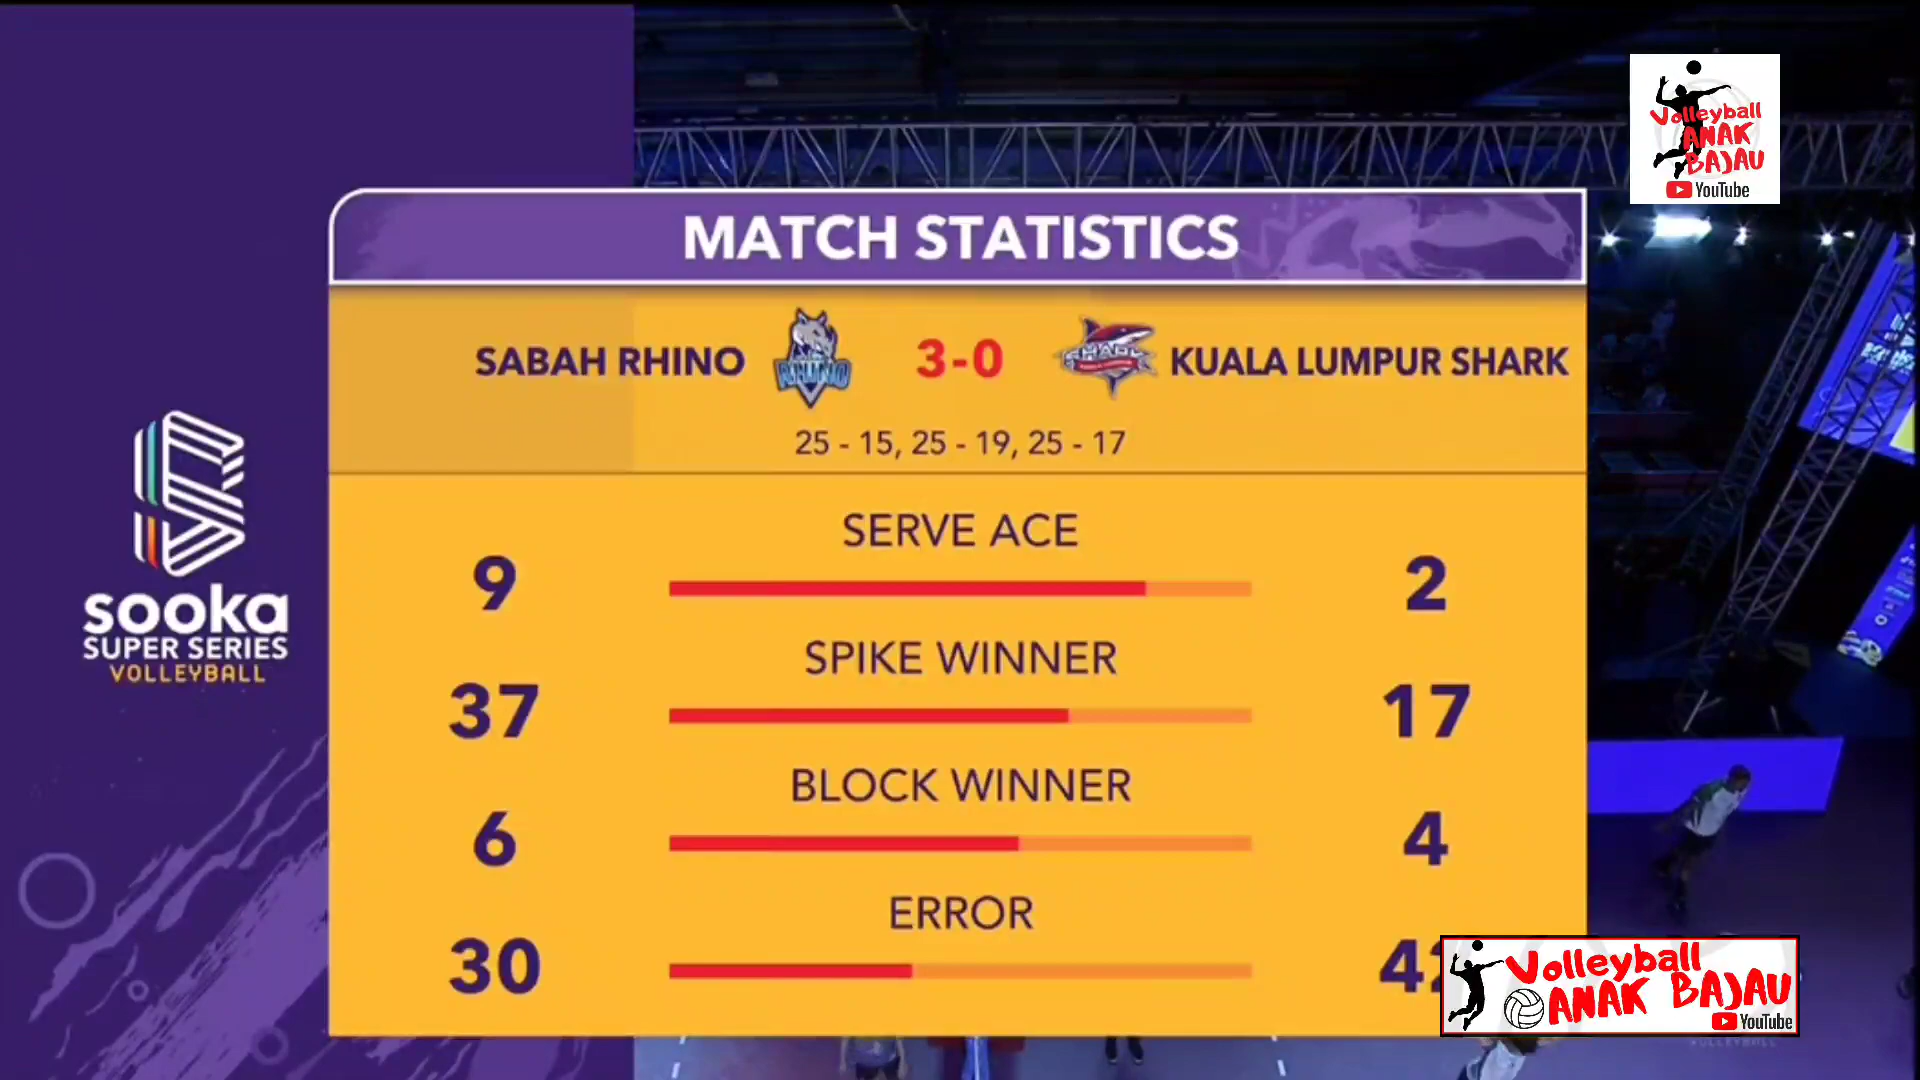 Volleyball
ANAK
BAJAU
YouTube
MATCH STATISTICS
SABAH RHINO
RHINO
3-0
SHARK
KUALA LUMPUR SHARK
25 - 15, 25 - 19, 25 - 17
SERVE ACE
9
2
SPIKE WINNER
37
17
BLOCK WINNER
6
4
ERROR
30
sooka
SUPER SERIES
VOLLEYBALL
Volleyball
ANAK BAJAU
YouTube